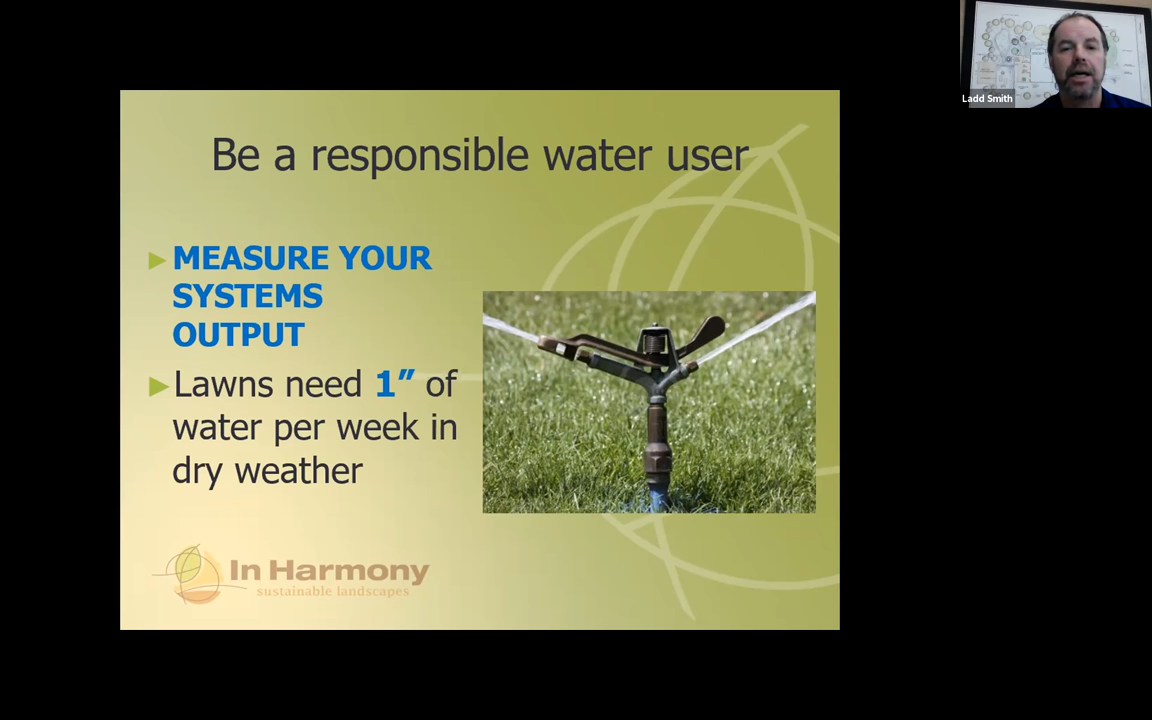 Ladd Smith
Be a responsible water user
MEASURE YOUR
SYSTEMS
OUTPUT
Lawns need 1” of
water per week in
dry weather
In Harmony
sustainable landscapes